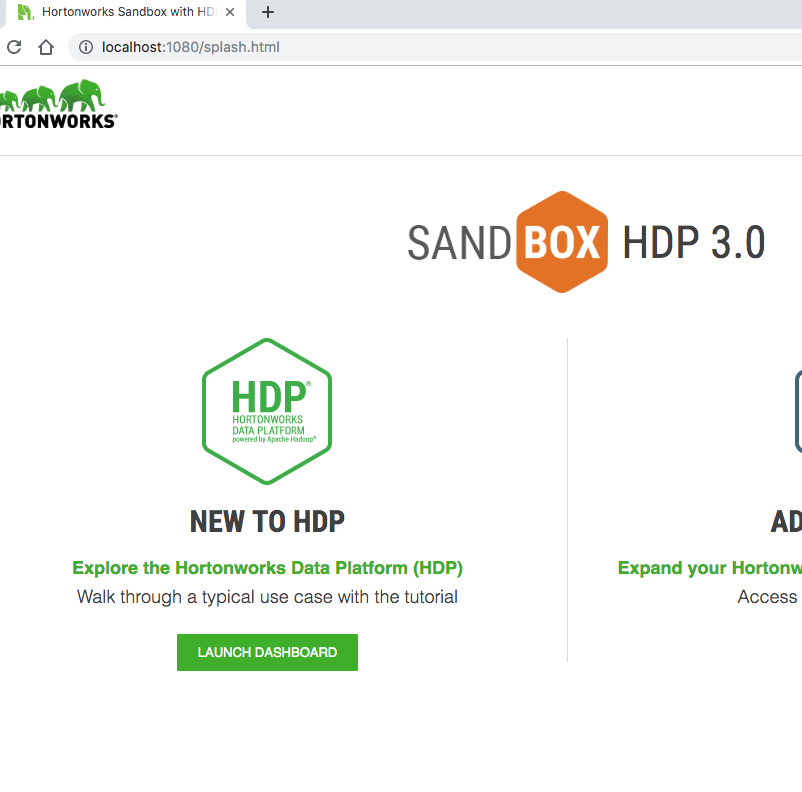 Hortonworks Sandbox with HD
localhost:1080/splash.html
RTONWORKS®
SANDBOX HDP 3.0
HDP®
HORTONWORKS
DATA PLATFORM
powered by Apache Hadoop®
NEW TO HDP
AD
Explore the Hortonworks Data Platform (HDP)
Expand your Hortonw
Walk through a typical use case with the tutorial
Access
LAUNCH DASHBOARD